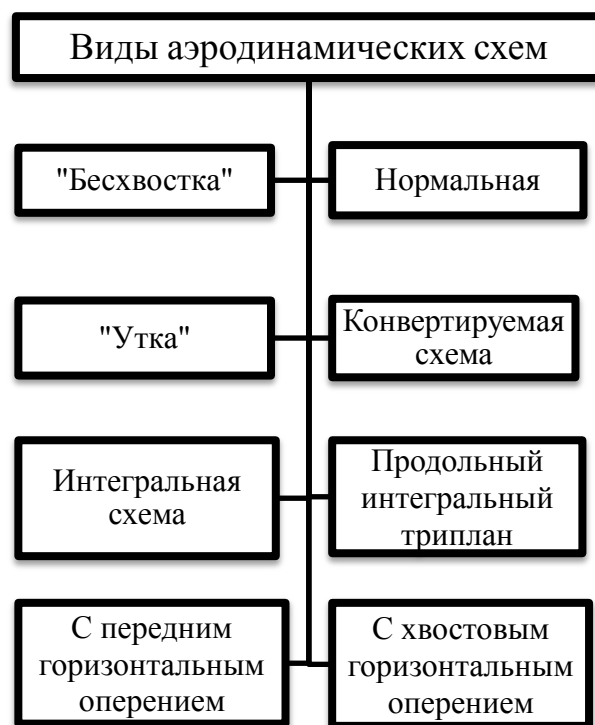 Виды аэродинамических схем
"Бесхвостка"
Нормальная
"Утка"
Конвертируемая
схема
Интегральная
схема
Продольный
интегральный
триплан
С передним
горизонтальным
оперением
С хвостовым
горизонтальным
оперением